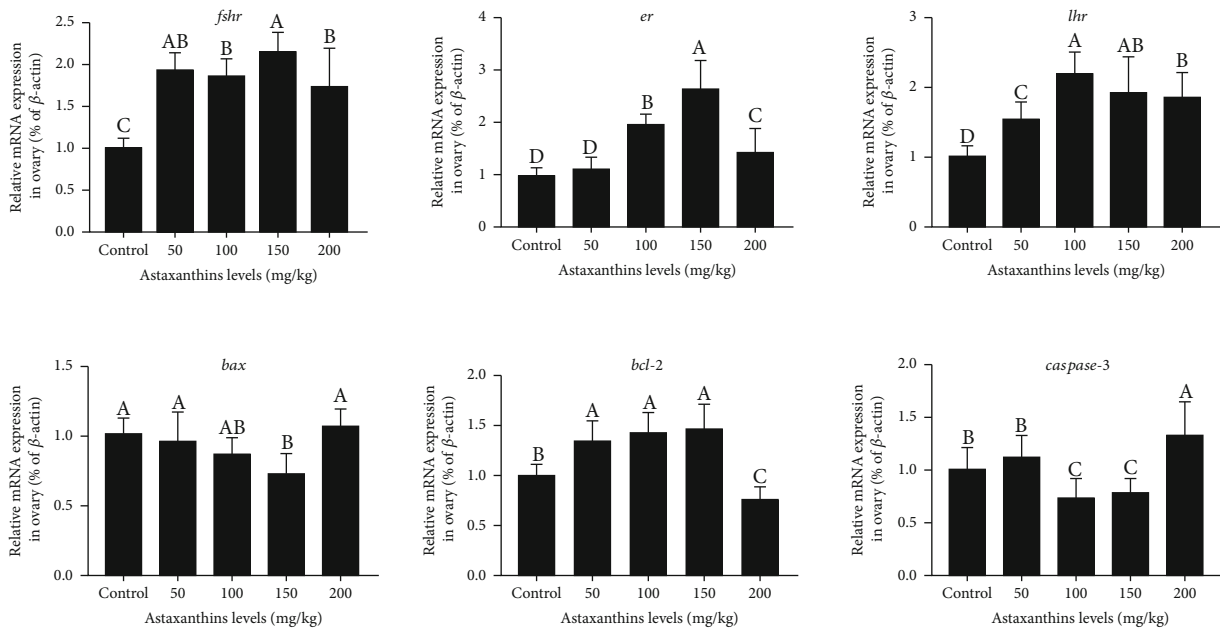 fshr
Relative mRNA expression
in ovary (% of β-actin)
2.5
2.0
1.5
1.0
0.5
0.0
C
AB
B
A
B
Control 50 100 150 200
Astaxanthins levels (mg/kg)
er
Relative mRNA expression
in ovary (% of β-actin)
4
3
2
1
0
D
D
B
A
C
Control 50 100 150 200
Astaxanthins levels (mg/kg)
lhr
Relative mRNA expression
in ovary (% of β-actin)
3
2
1
0
D
C
A
AB
B
Control 50 100 150 200
Astaxanthins levels (mg/kg)
bax
Relative mRNA expression
in ovary (% of β-actin)
1.5
1.0
0.5
0.0
A
A
AB
B
A
Control 50 100 150 200
Astaxanthins levels (mg/kg)
bcl-2
Relative mRNA expression
in ovary (% of β-actin)
2.0
1.5
1.0
0.5
0.0
B
A
A
A
C
Control 50 100 150 200
Astaxanthins levels (mg/kg)
caspase-3
Relative mRNA expression
in ovary (% of β-actin)
2.0
1.5
1.0
0.5
0.0
B
B
C
C
A
Control 50 100 150 200
Astaxanthins levels (mg/kg)